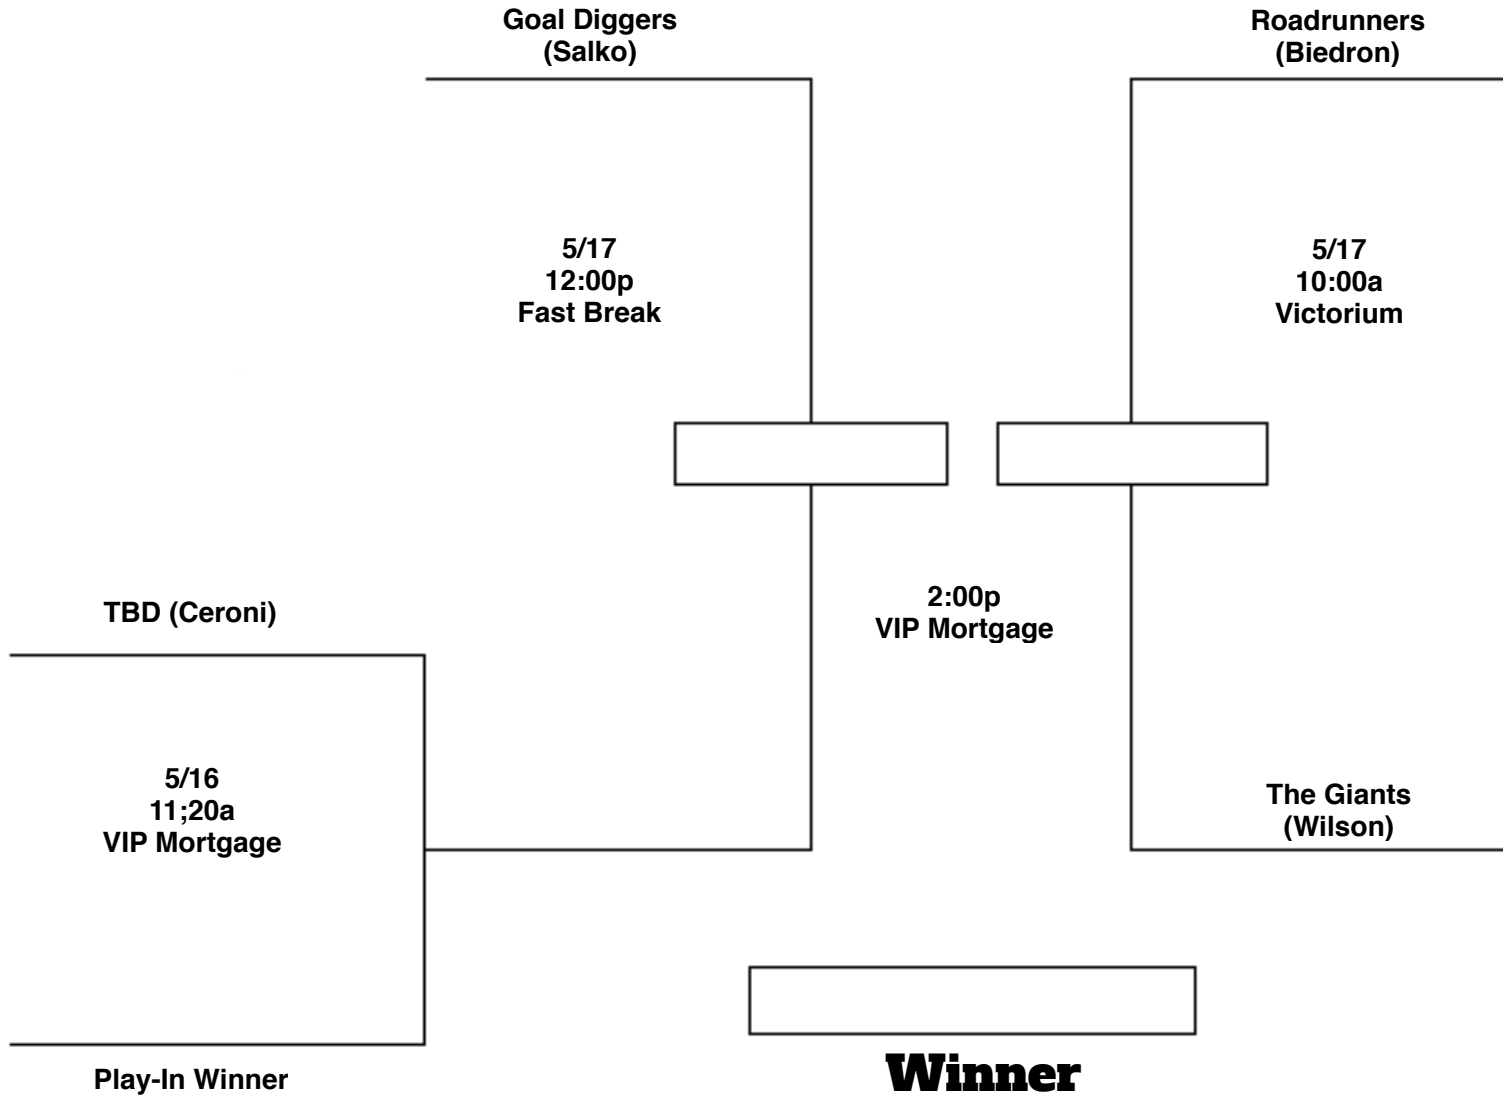 Goal Diggers
(Salko)
Roadrunners
(Biedron)
5/17
12:00p
Fast Break
5/17
10:00a
Victorium
2:00p
VIP Mortgage
TBD (Ceroni)
5/16
11;20a
VIP Mortgage
The Giants
(Wilson)
Play-In Winner
Winner